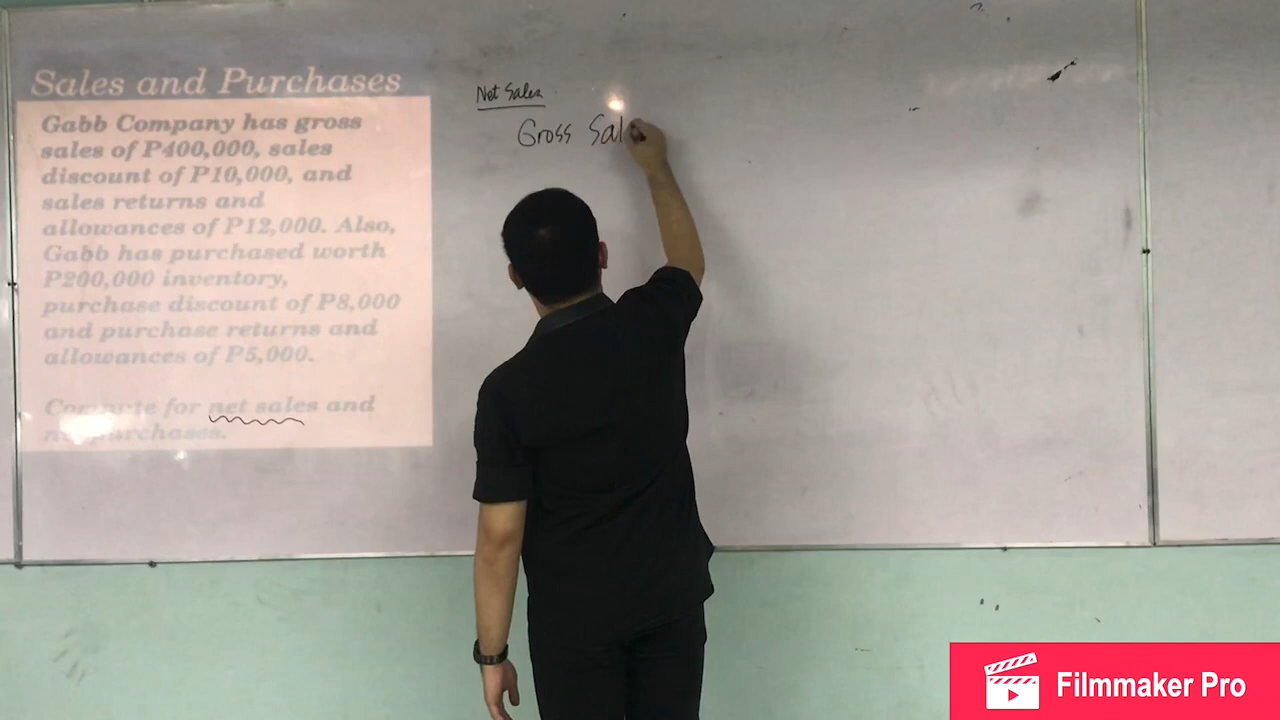 Sales and Purchases
Gabb Company has gross
sales of P400,000, sales
discount of P10,000, and
sales returns and
allowances of P12,000. Also,
Gabb has purchased worth
P200,000 inventory,
purchase discount of P8,000
and purchase returns and
allowances of P5,000.
Compute for net sales and
net purchases.
Net Sales
Gross Sal
Filmmaker Pro